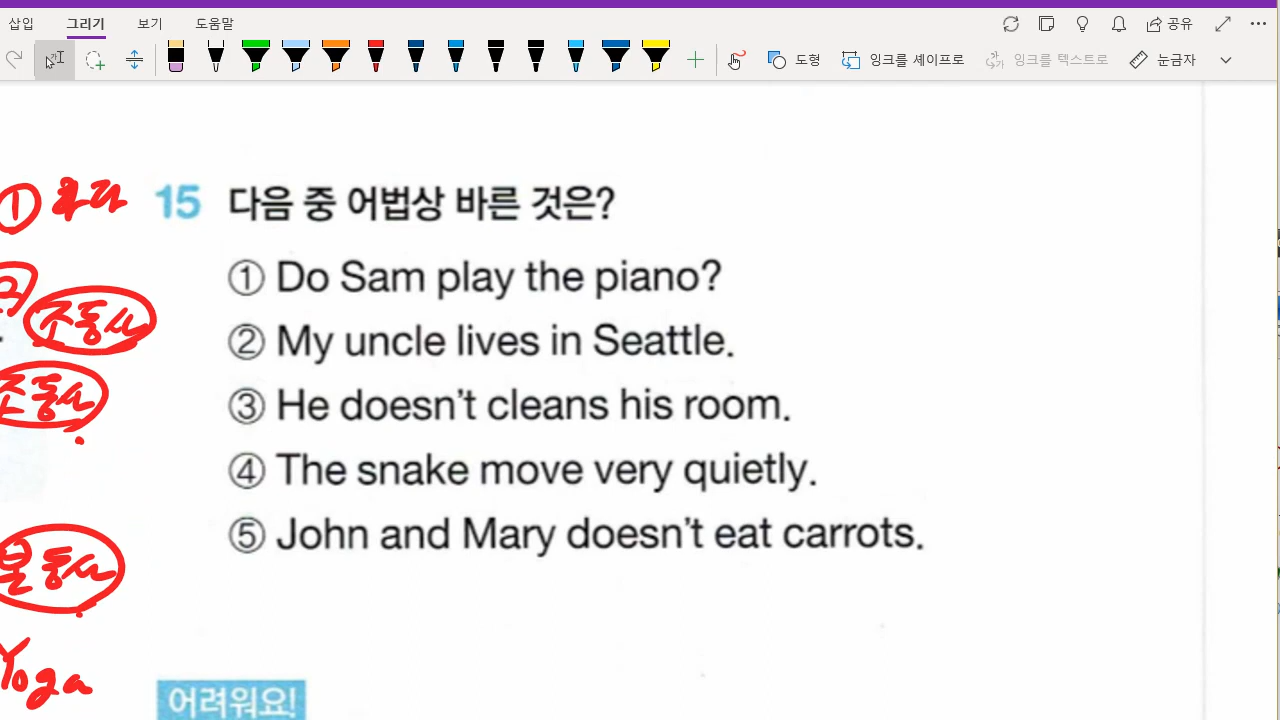 삽입 그리기 보기 도움말 공유
도형 잉크를 셰이프로 잉크를 텍스트로 눈금자
15 다음 중 어법상 바른 것은?
① Do Sam play the piano?
② My uncle lives in Seattle.
③ He doesn't cleans his room.
④ The snake move very quietly.
⑤ John and Mary doesn't eat carrots.
①
조동사
조동사
본동사
Yoga
어려워요!